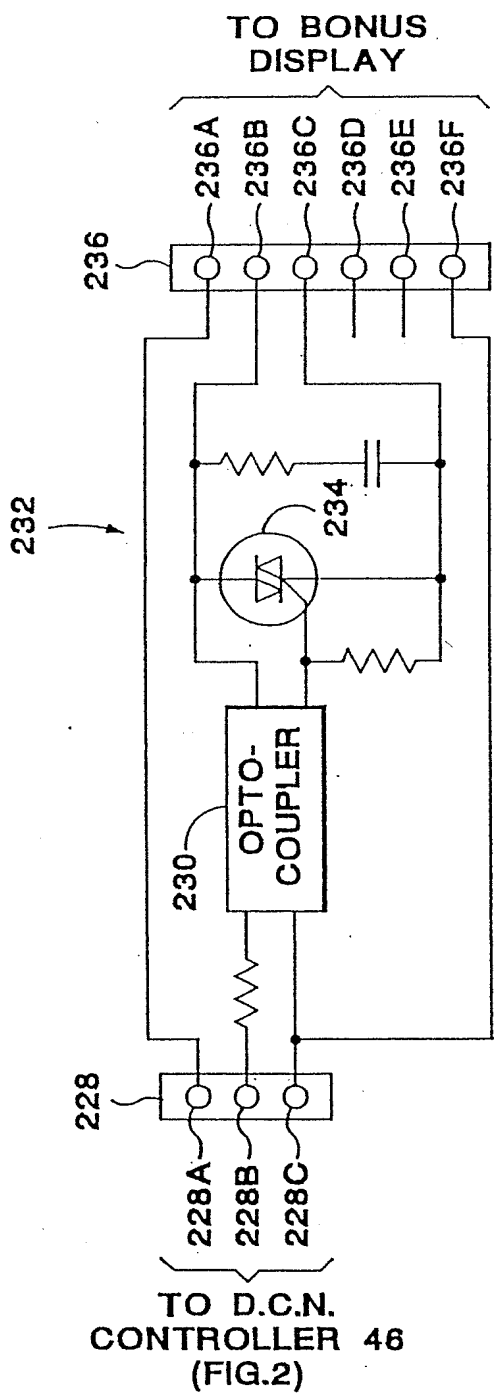 TO BONUS
DISPLAY
236
236A
236B
236C
236D
236E
236F
232
234
230
OPTO-
COUPLER
228
228A
228B
228C
TO D.C.N.
CONTROLLER 46
(FIG.2)